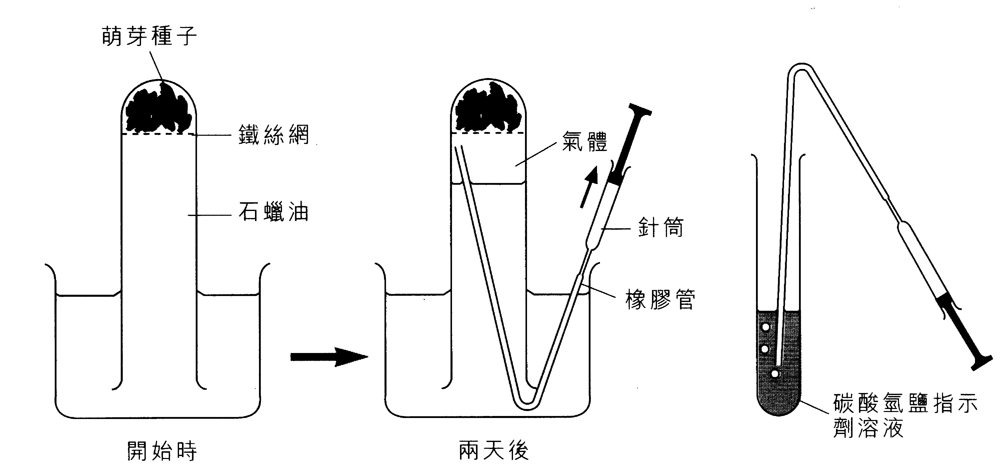 萌芽種子
鐵絲網
石蠟油
開始時
氣體
針筒
橡膠管
兩天後
碳酸氫鹽指示
劑溶液